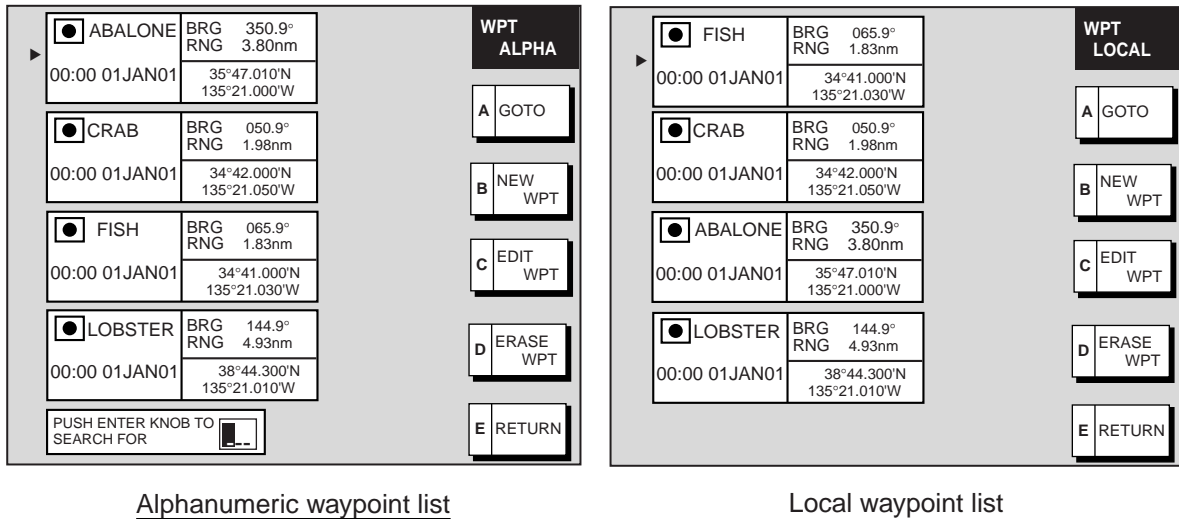 ABALONE BRG 350.9°
RNG 3.80nm
00:00 01JAN01 35°47.010'N
135°21.000'W
CRAB BRG 050.9°
RNG 1.98nm
00:00 01JAN01 34°42.000'N
135°21.050'W
FISH BRG 065.9°
RNG 1.83nm
00:00 01JAN01 34°41.000'N
135°21.030'W
LOBSTER BRG 144.9°
RNG 4.93nm
00:00 01JAN01 38°44.300'N
135°21.010'W
PUSH ENTER KNOB TO
SEARCH FOR
WPT
ALPHA
A GOTO
B NEW
WPT
C EDIT
WPT
D ERASE
WPT
E RETURN
Alphanumeric waypoint list
FISH BRG 065.9°
RNG 1.83nm
00:00 01JAN01 34°41.000'N
135°21.030'W
CRAB BRG 050.9°
RNG 1.98nm
00:00 01JAN01 34°42.000'N
135°21.050'W
ABALONE BRG 350.9°
RNG 3.80nm
00:00 01JAN01 35°47.010'N
135°21.000'W
LOBSTER BRG 144.9°
RNG 4.93nm
00:00 01JAN01 38°44.300'N
135°21.010'W
WPT
LOCAL
A GOTO
B NEW
WPT
C EDIT
WPT
D ERASE
WPT
E RETURN
Local waypoint list